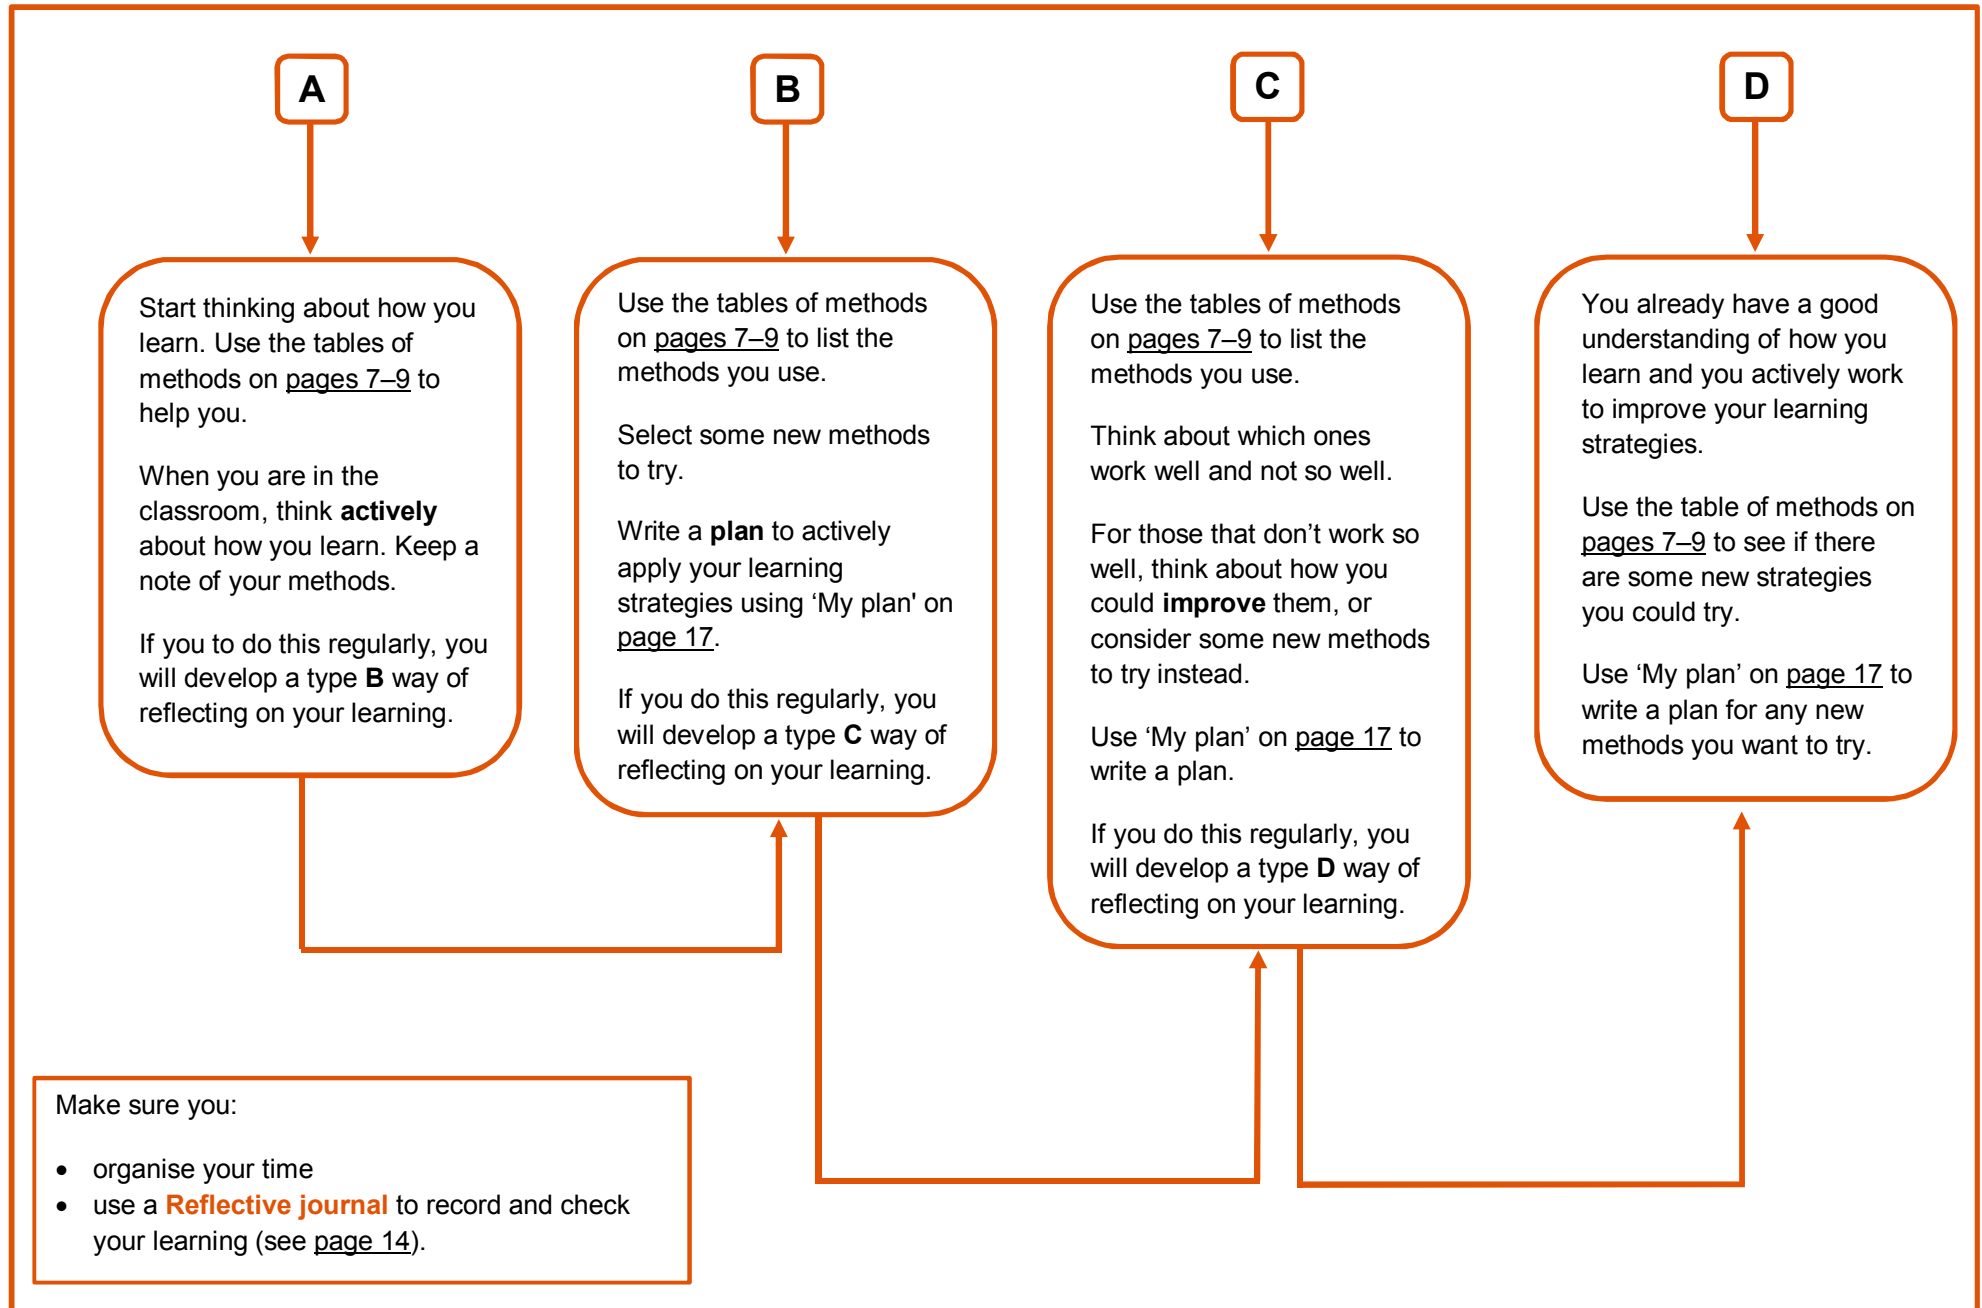 A
B
C
D
Start thinking about how you
learn. Use the tables of
methods on pages 7–9 to
help you.
When you are in the
classroom, think actively
about how you learn. Keep a
note of your methods.
If you to do this regularly, you
will develop a type B way of
reflecting on your learning.
Use the tables of methods
on pages 7–9 to list the
methods you use.
Select some new methods
to try.
Write a plan to actively
apply your learning
strategies using ‘My plan' on
page 17.
If you do this regularly, you
will develop a type C way of
reflecting on your learning.
Use the tables of methods
on pages 7–9 to list the
methods you use.
Think about which ones
work well and not so well.
For those that don’t work so
well, think about how you
could improve them, or
consider some new methods
to try instead.
Use ‘My plan’ on page 17 to
write a plan.
If you do this regularly, you
will develop a type D way of
reflecting on your learning.
You already have a good
understanding of how you
learn and you actively work
to improve your learning
strategies.
Use the table of methods on
pages 7–9 to see if there
are some new strategies
you could try.
Use ‘My plan’ on page 17 to
write a plan for any new
methods you want to try.
Make sure you:
• organise your time
• use a Reflective journal to record and check
your learning (see page 14).